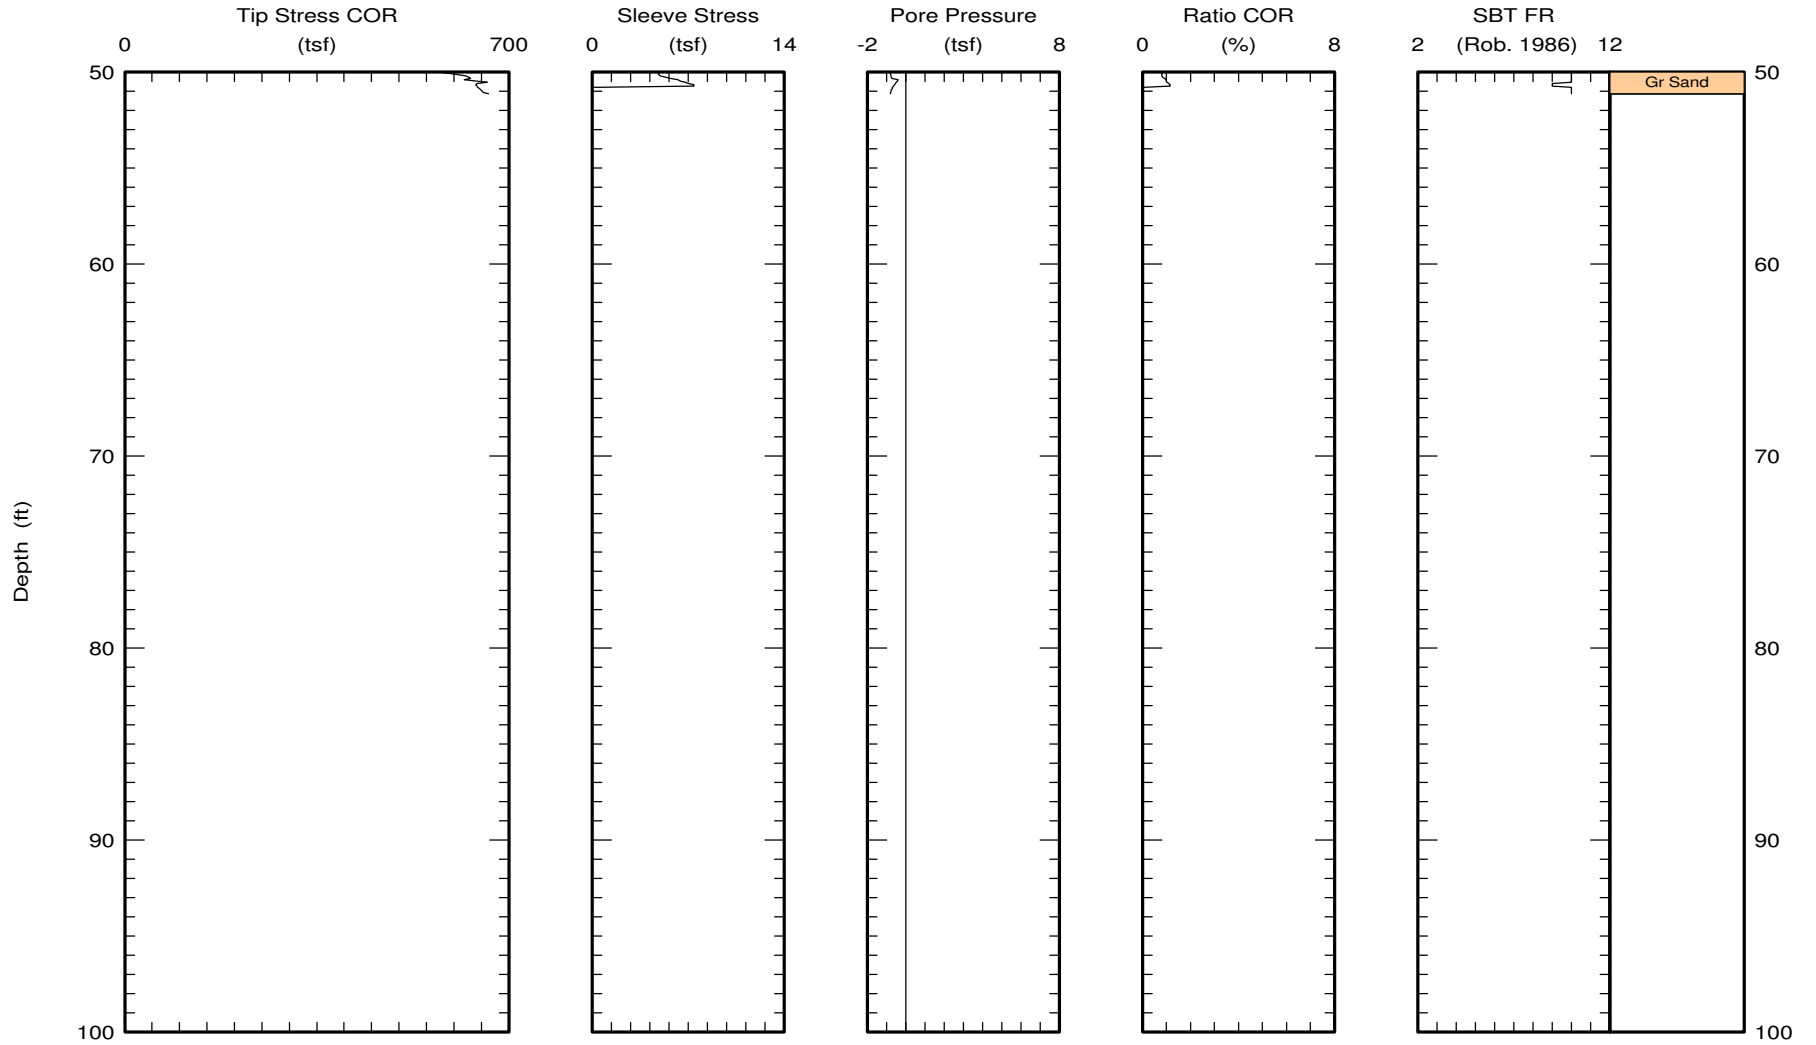 Tip Stress COR Sleeve Stress Pore Pressure Ratio COR SBT FR
0 (tsf) 700 0 (tsf) 14 -2 (tsf) 8 0 (%) 8 2 (Rob. 1986) 12
50 Gr Sand 50
60 60
70 70
Depth (ft)
80 80
90 90
100 100